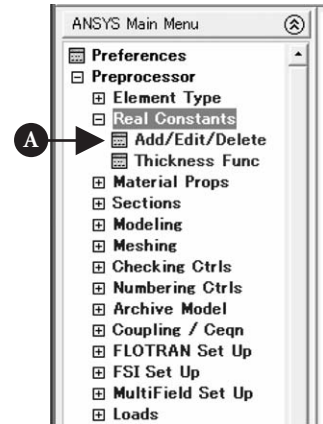 ANSYS Main Menu
Preferences
Preprocessor
Element Type
Real Constants
A
Add/Edit/Delete
Thickness Func
Material Props
Sections
Modeling
Meshing
Checking Ctrls
Numbering Ctrls
Archive Model
Coupling / Ceqn
FLOTRAN Set Up
FSI Set Up
MultiField Set Up
Loads